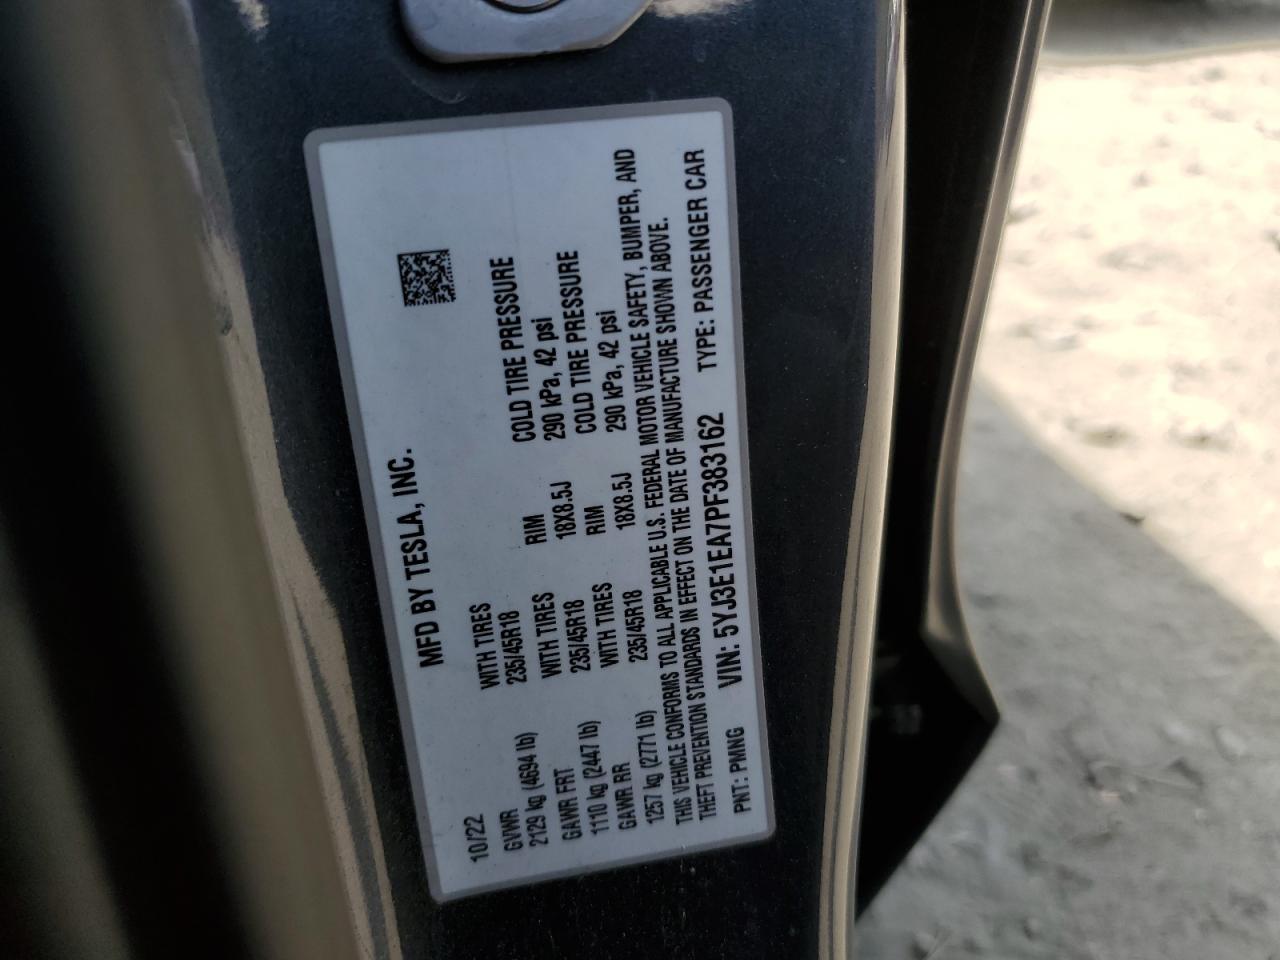 MFD BY TESLA, INC.
10/22
GVWR WITH TIRES RIM COLD TIRE PRESSURE
2129 kg (4694 lb) 235/45R18 18X8.5J 290 kPa, 42 psi
GAWR FRT WITH TIRES RIM COLD TIRE PRESSURE
1110 kg (2447 lb) 235/45R18 18X8.5J 290 kPa, 42 psi
GAWR RR WITH TIRES
1257 kg (2771 lb) 235/45R18
THIS VEHICLE CONFORMS TO ALL APPLICABLE U.S. FEDERAL MOTOR VEHICLE SAFETY, BUMPER, AND
THEFT PREVENTION STANDARDS IN EFFECT ON THE DATE OF MANUFACTURE SHOWN ABOVE.
PNT: PMNG VIN: 5YJ3E1EA7PF383162 TYPE: PASSENGER CAR